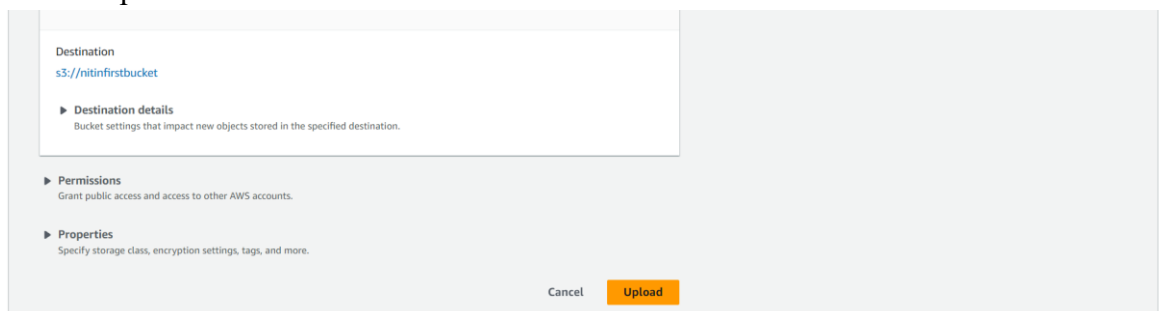 Destination
s3://nitinfirstbucket
Destination details
Bucket settings that impact new objects stored in the specified destination.
Permissions
Grant public access and access to other AWS accounts.
Properties
Specify storage class, encryption settings, tags, and more.
Cancel Upload